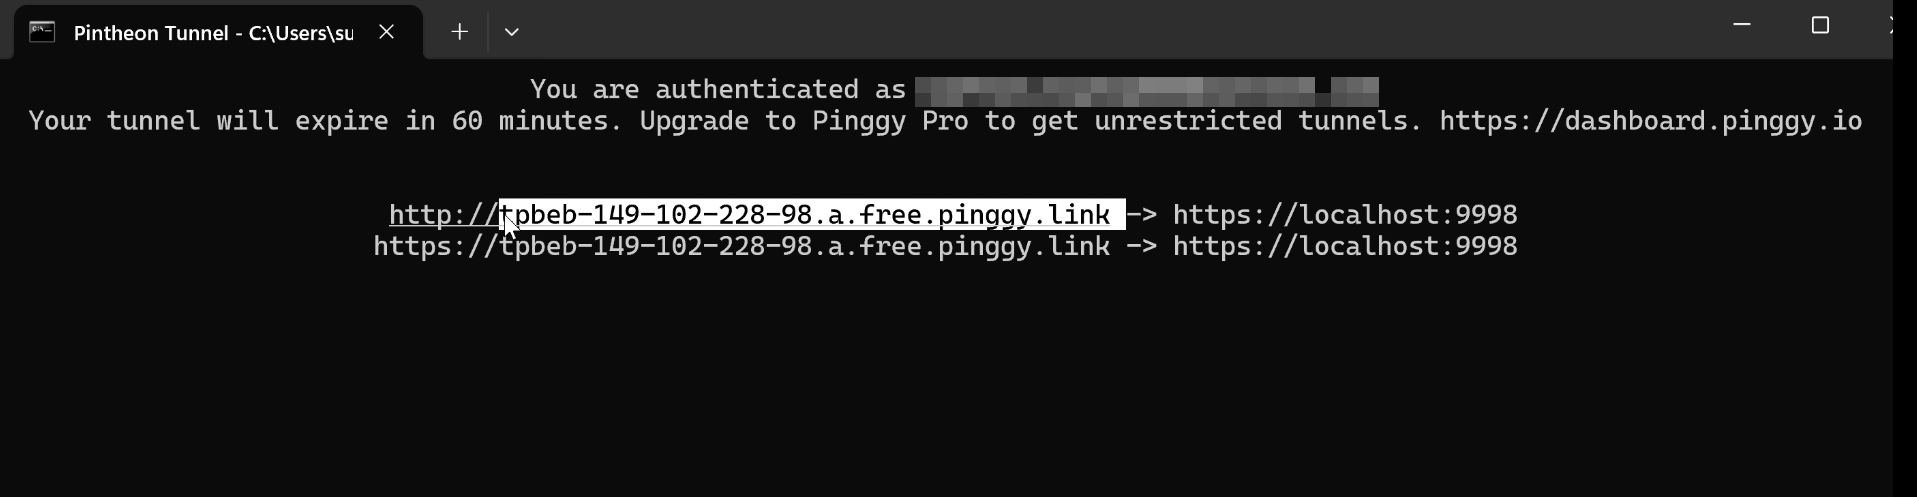 Pintheon Tunnel - C:\Users\su
You are authenticated as
Your tunnel will expire in 60 minutes. Upgrade to Pinggy Pro to get unrestricted tunnels. https://dashboard.pinggy.io
http://tpbeb-149-102-228-98.a.free.pinggy.link -> https://localhost:9998
https://tpbeb-149-102-228-98.a.free.pinggy.link -> https://localhost:9998